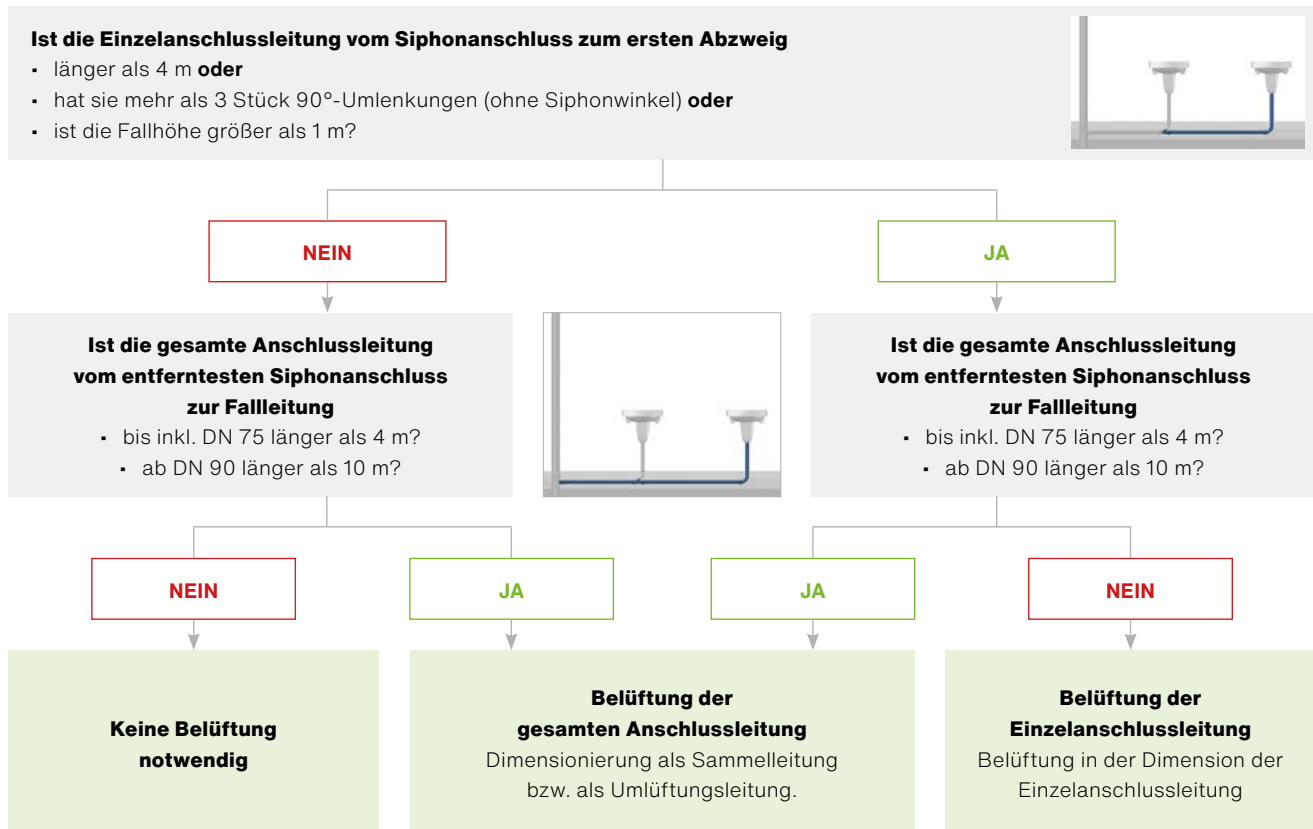 Ist die Einzelanschlussleitung vom Siphonanschluss zum ersten Abzweig
▪ länger als 4 m oder
▪ hat sie mehr als 3 Stück 90°-Umlenkungen (ohne Siphonwinkel) oder
▪ ist die Fallhöhe größer als 1 m?
NEIN
JA
Ist die gesamte Anschlussleitung
vom entferntesten Siphonanschluss
zur Fallleitung
▪ bis inkl. DN 75 länger als 4 m?
▪ ab DN 90 länger als 10 m?
Ist die gesamte Anschlussleitung
vom entferntesten Siphonanschluss
zur Fallleitung
▪ bis inkl. DN 75 länger als 4 m?
▪ ab DN 90 länger als 10 m?
NEIN
JA
JA
NEIN
Keine Belüftung
notwendig
Belüftung der
gesamten Anschlussleitung
Dimensionierung als Sammelleitung
bzw. als Umlüftungsleitung.
Belüftung der
Einzelanschlussleitung
Belüftung in der Dimension der
Einzelanschlussleitung